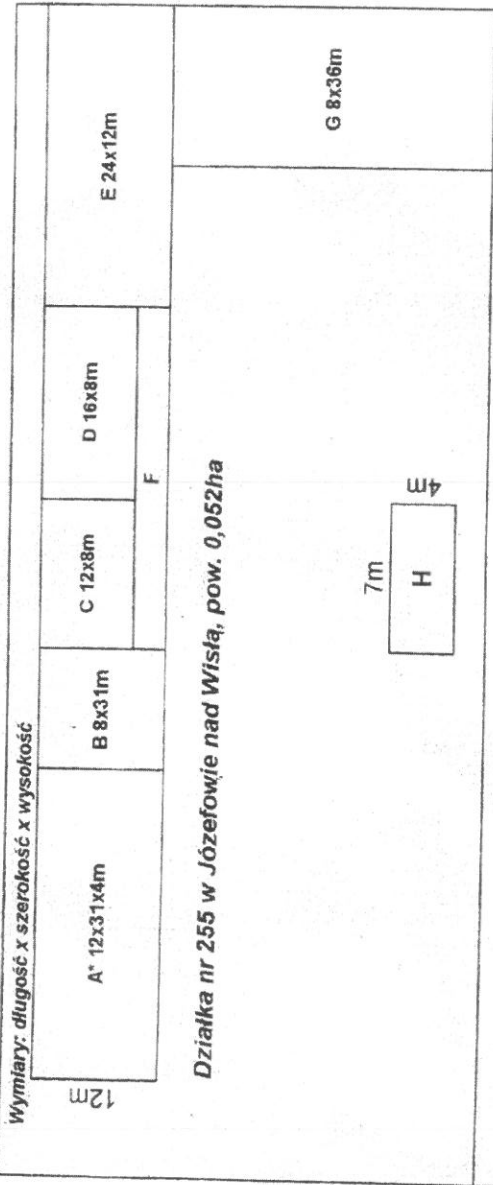 Wymiary: długość x szerokość x wysokość
12m
A* 12x31x4m
B 8x31m
C 12x8m
D 16x8m
E 24x12m
F
G 8x36m
Działka nr 255 w Józefowie nad Wisłą, pow. 0,052ha
7m
H
4m